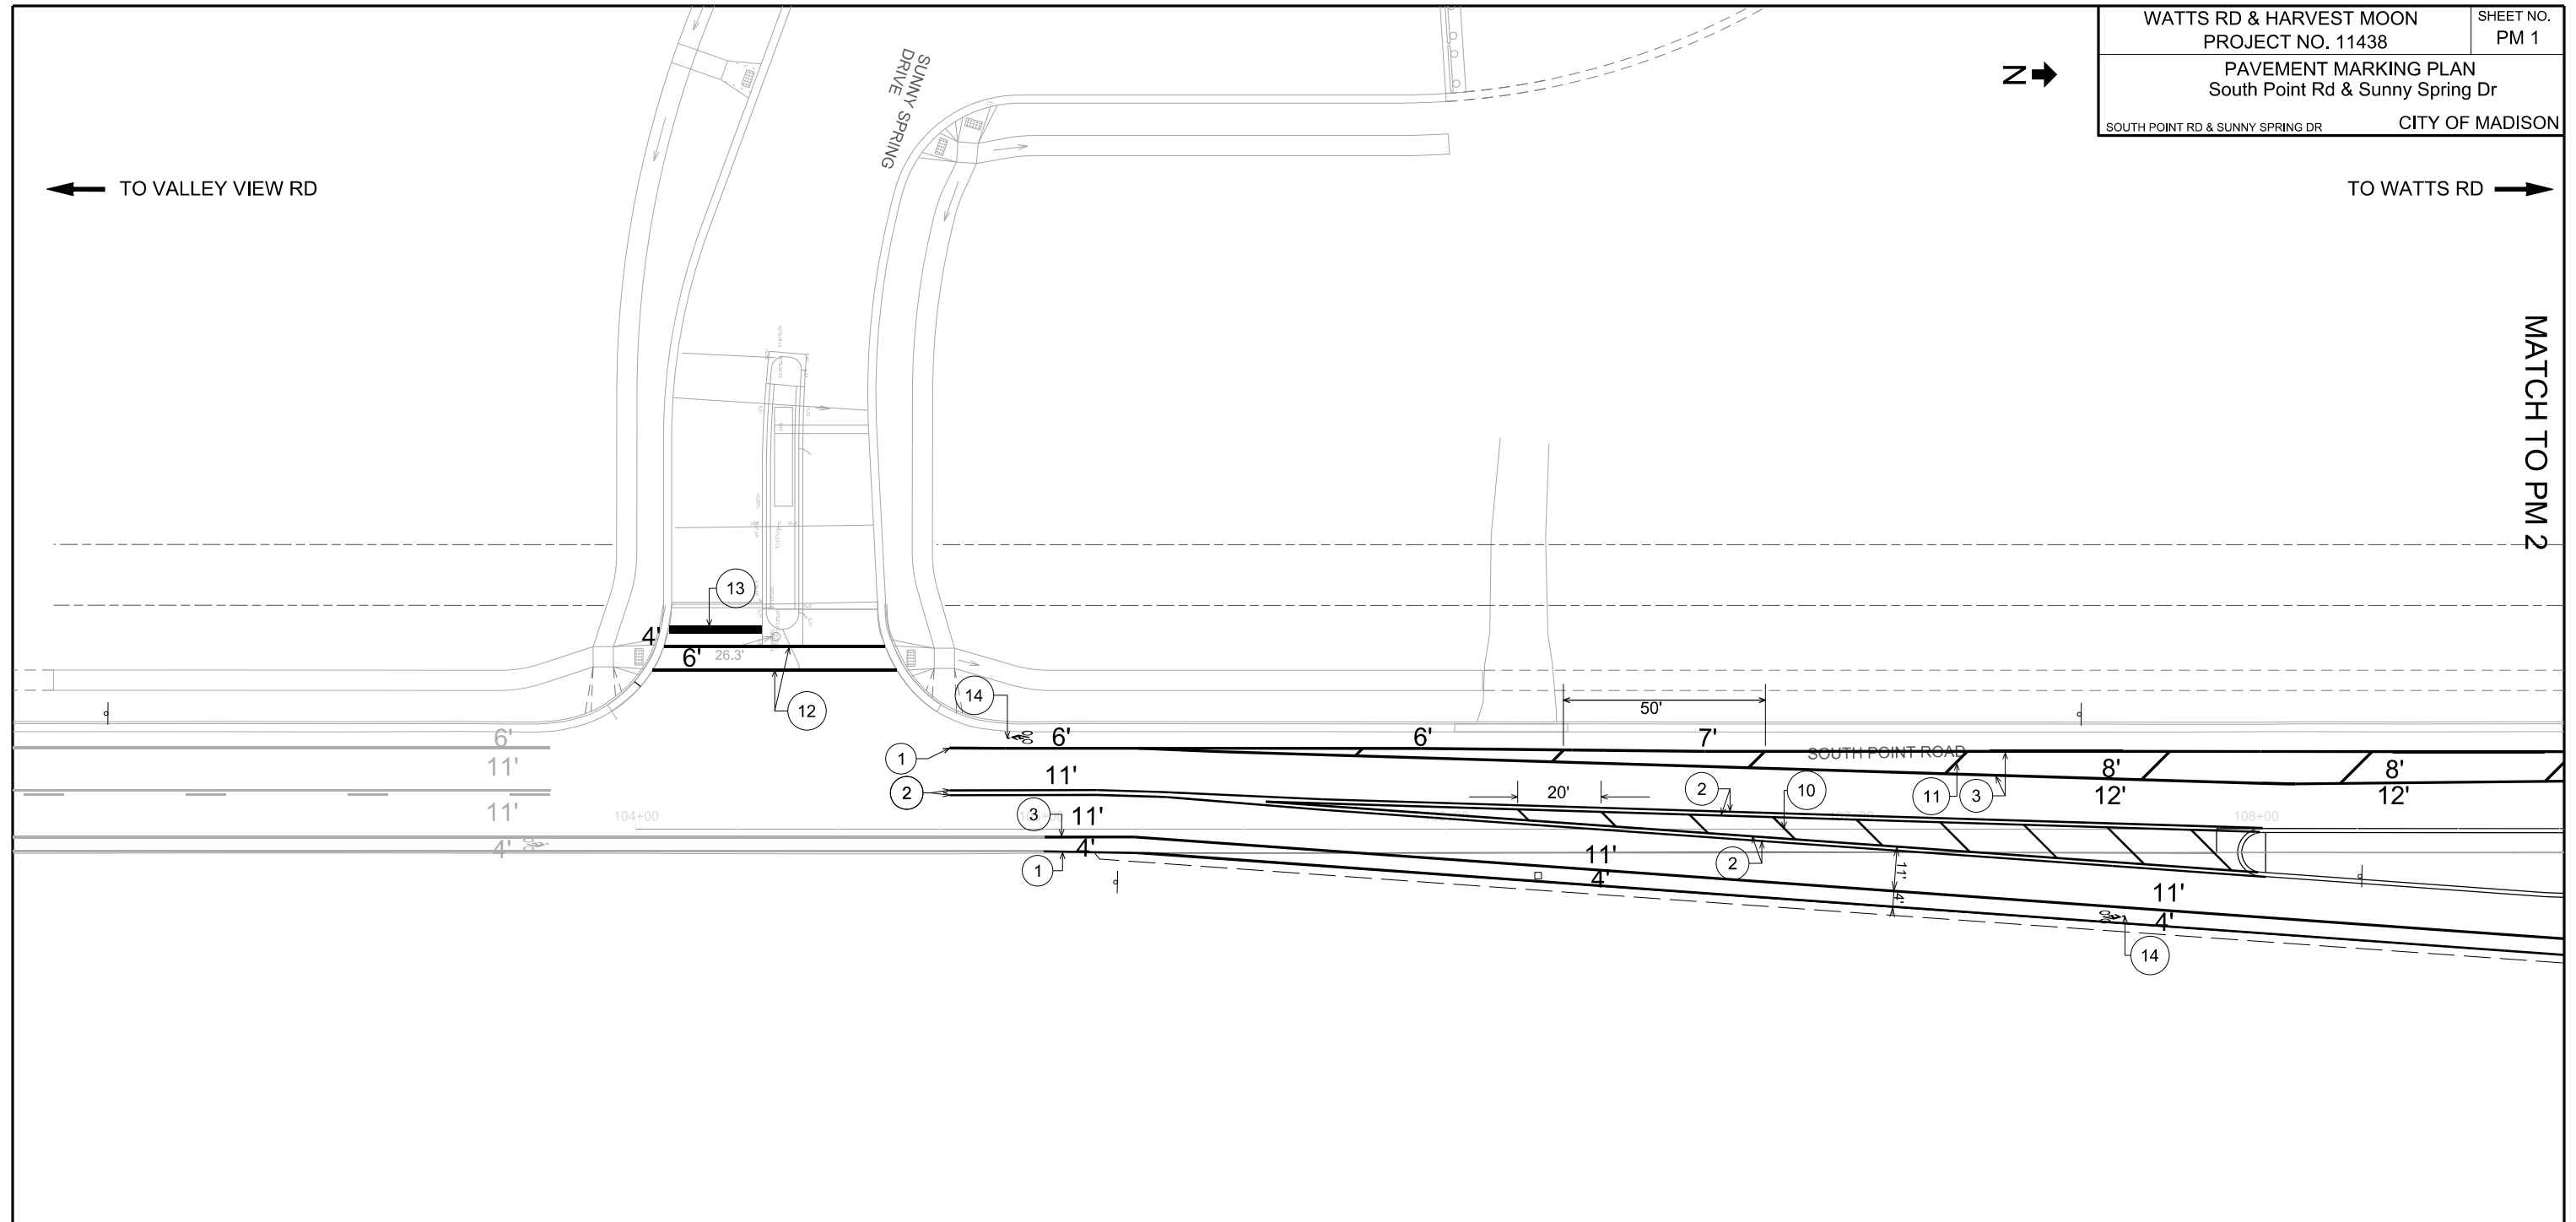 WATTS RD & HARVEST MOON
PROJECT NO. 11438
SHEET NO.
PM 1
PAVEMENT MARKING PLAN
South Point Rd & Sunny Spring Dr
SOUTH POINT RD & SUNNY SPRING DR
CITY OF MADISON
N
SUNNY SPRING
DRIVE
TO VALLEY VIEW RD
TO WATTS RD
MATCH TO PM 2
13
4'
6'
26.3'
12
14
50'
6'
6'
6'
7'
1
SOUTH POINT ROAD
11'
11'
8'
8'
2
20'
2
10
11
3
12'
12'
11'
3
11'
104+00
108+00
4'
4'
1
11'
4'
2
11'
4'
11'
4'
14